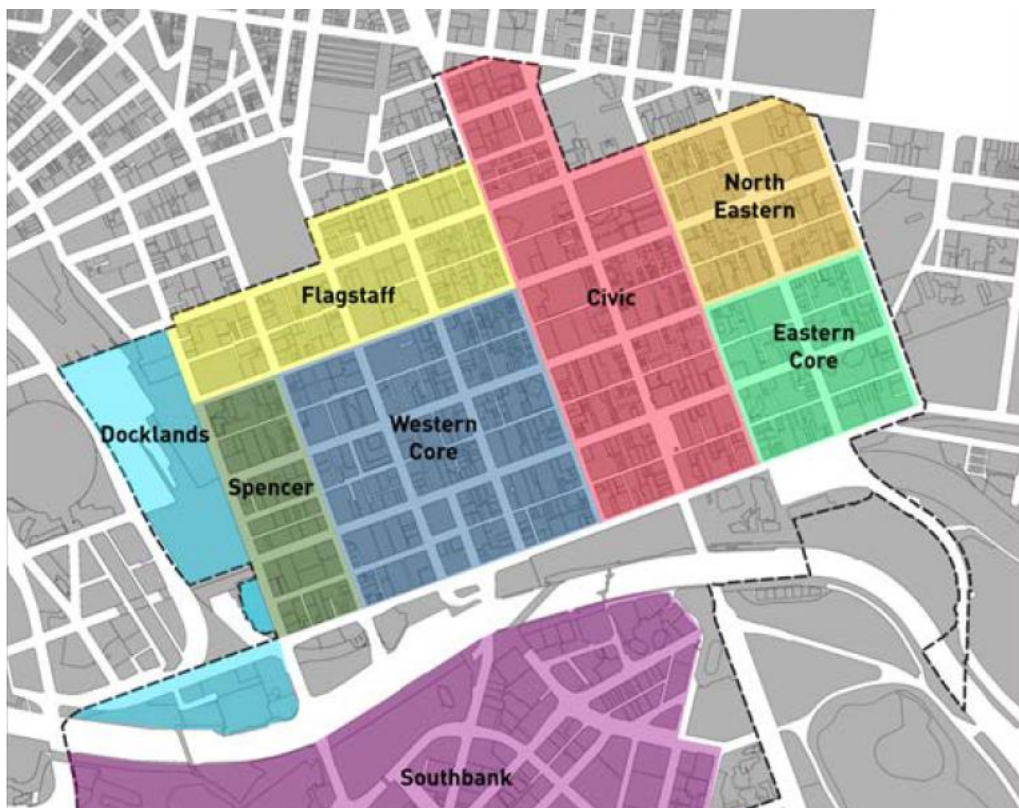 North
Eastern
Flagstaff
Civic
Eastern
Core
Docklands
Western
Core
Spencer
Southbank